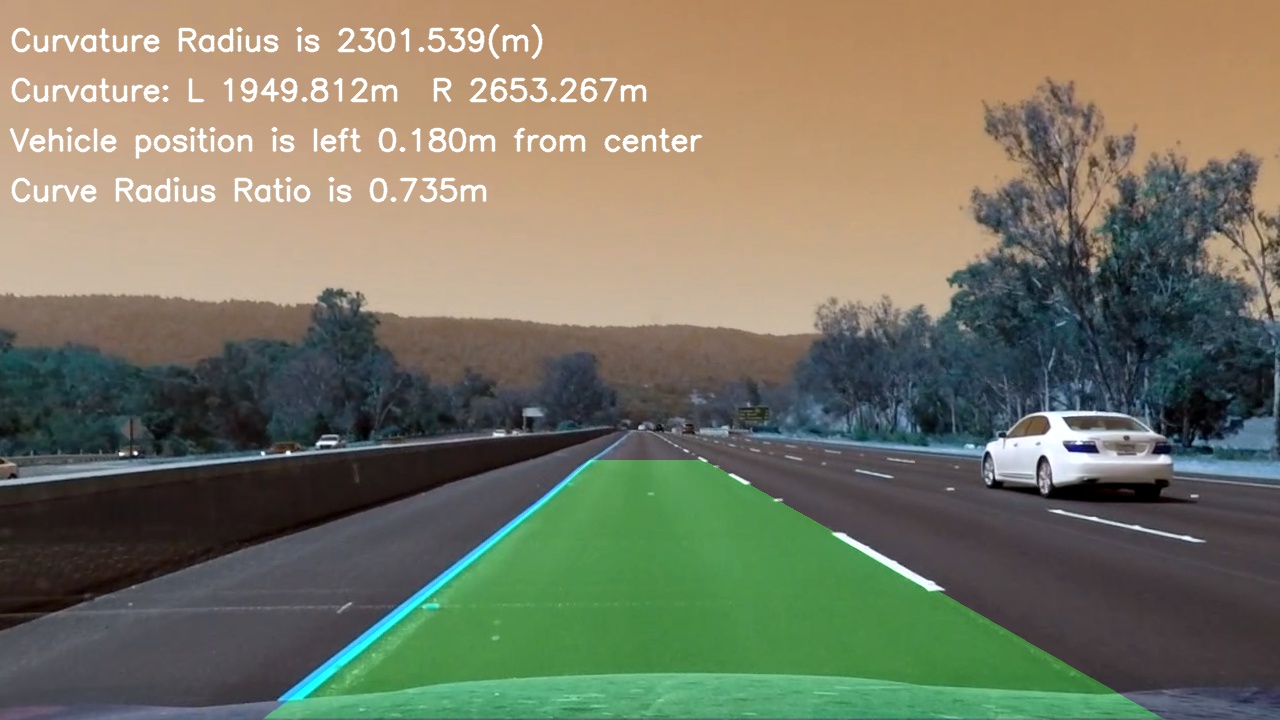 Curvature Radius is 2301.539(m)
Curvature: L 1949.812m R 2653.267m
Vehicle position is left 0.180m from center
Curve Radius Ratio is 0.735m